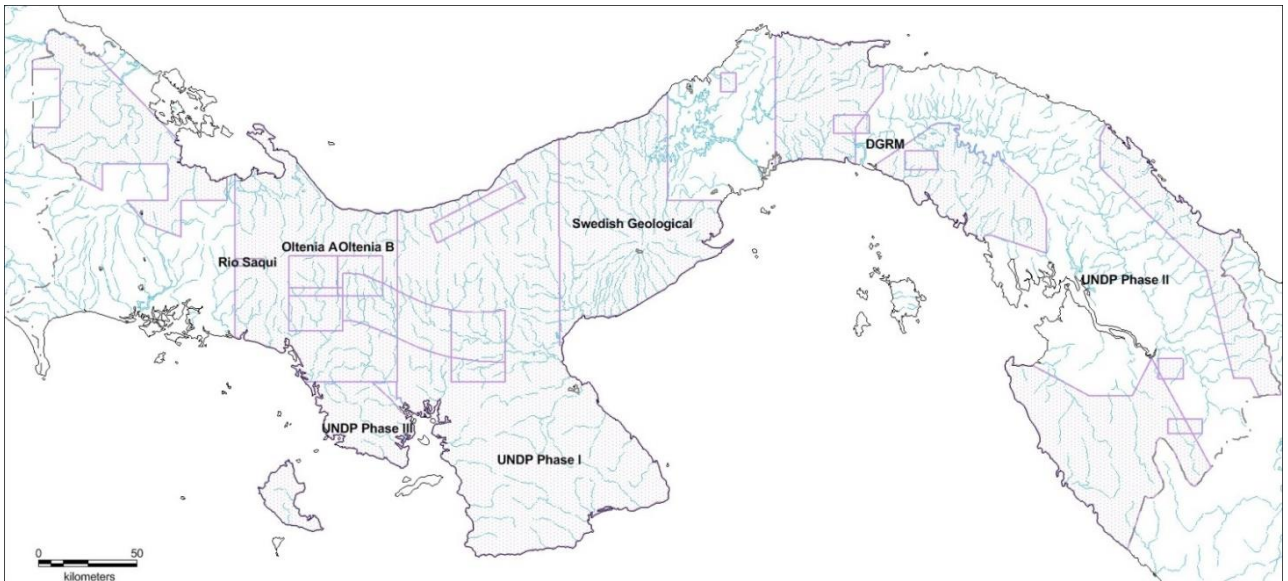 DGRM
Swedish Geological
Oltenia AOltenia B
Rio Saqui
UNDP Phase II
UNDP Phase III
UNDP Phase I
0 50
kilometers